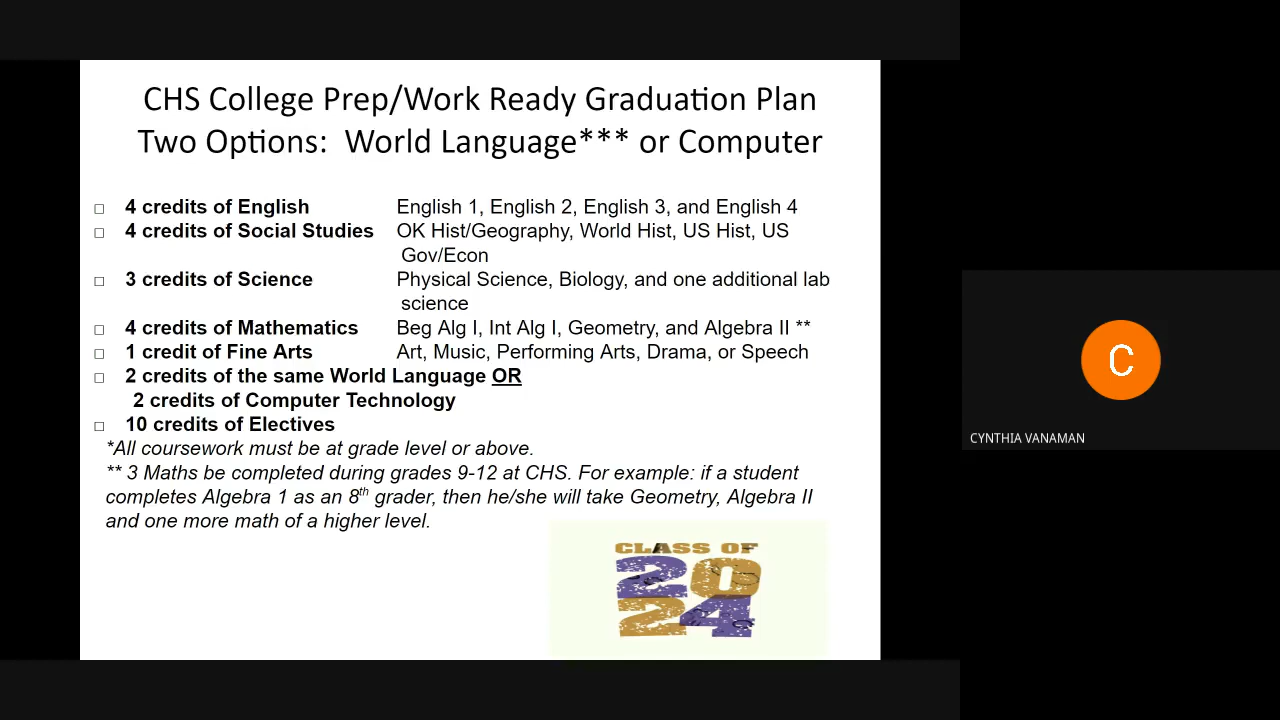 CHS College Prep/Work Ready Graduation Plan
Two Options: World Language*** or Computer
□ 4 credits of English English 1, English 2, English 3, and English 4
□ 4 credits of Social Studies OK Hist/Geography, World Hist, US Hist, US
Gov/Econ
□ 3 credits of Science Physical Science, Biology, and one additional lab
science
□ 4 credits of Mathematics Beg Alg I, Int Alg I, Geometry, and Algebra II **
□ 1 credit of Fine Arts Art, Music, Performing Arts, Drama, or Speech
□ 2 credits of the same World Language OR
2 credits of Computer Technology
□ 10 credits of Electives
*All coursework must be at grade level or above.
** 3 Maths be completed during grades 9-12 at CHS. For example: if a student
completes Algebra 1 as an 8th grader, then he/she will take Geometry, Algebra II
and one more math of a higher level.
CLASS OF
20
24
C
CYNTHIA VANAMAN